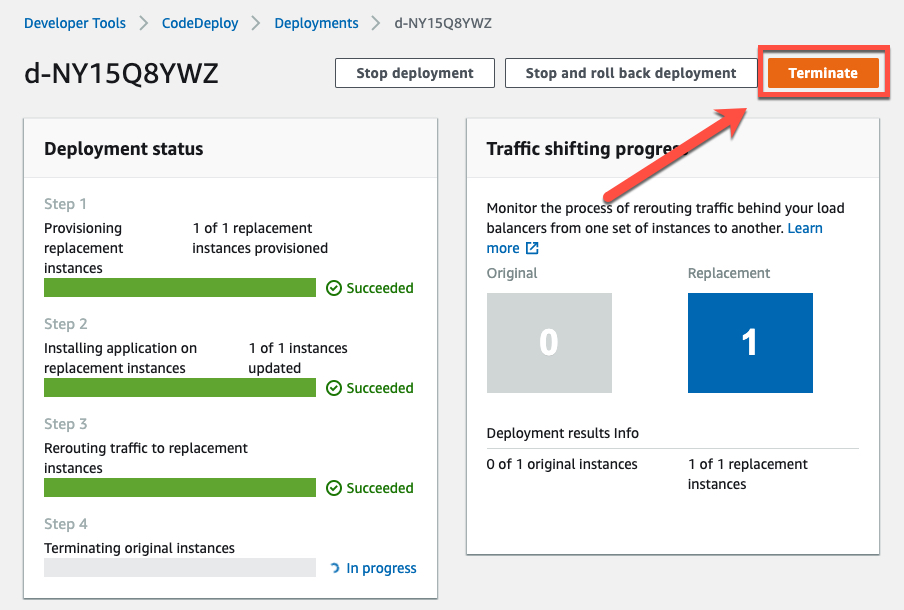 Developer Tools > CodeDeploy > Deployments > d-NY15Q8YWZ
d-NY15Q8YWZ
Stop deployment
Stop and roll back deployment
Terminate
Deployment status
Step 1
Provisioning
replacement
instances
1 of 1 replacement
instances provisioned
Succeeded
Step 2
Installing application on
replacement instances
1 of 1 instances
updated
Succeeded
Step 3
Rerouting traffic to replacement
instances
Succeeded
Step 4
Terminating original instances
In progress
Traffic shifting progress
Monitor the process of rerouting traffic behind your load
balancers from one set of instances to another. Learn
more
Original
0
Replacement
1
Deployment results Info
0 of 1 original instances
1 of 1 replacement
instances